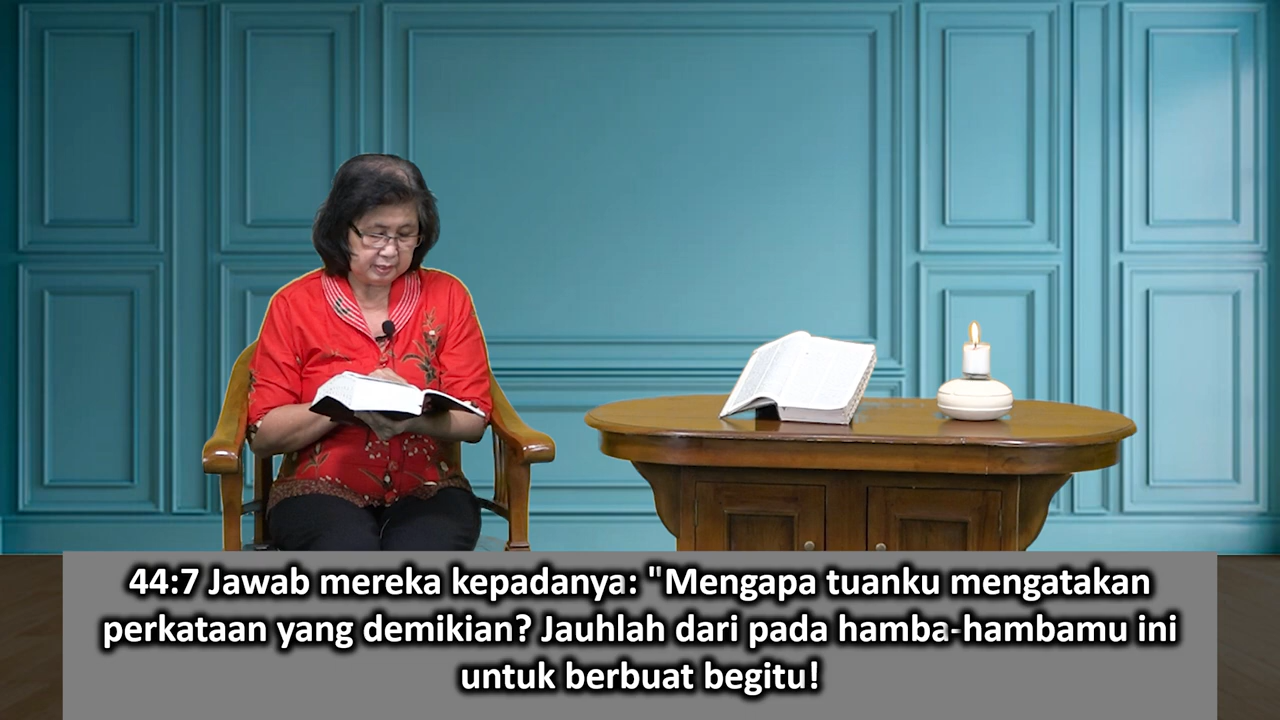 44:7 Jawab mereka kepadanya: "Mengapa tuanku mengatakan
perkataan yang demikian? Jauhlah dari pada hamba-hambamu ini
untuk berbuat begitu!